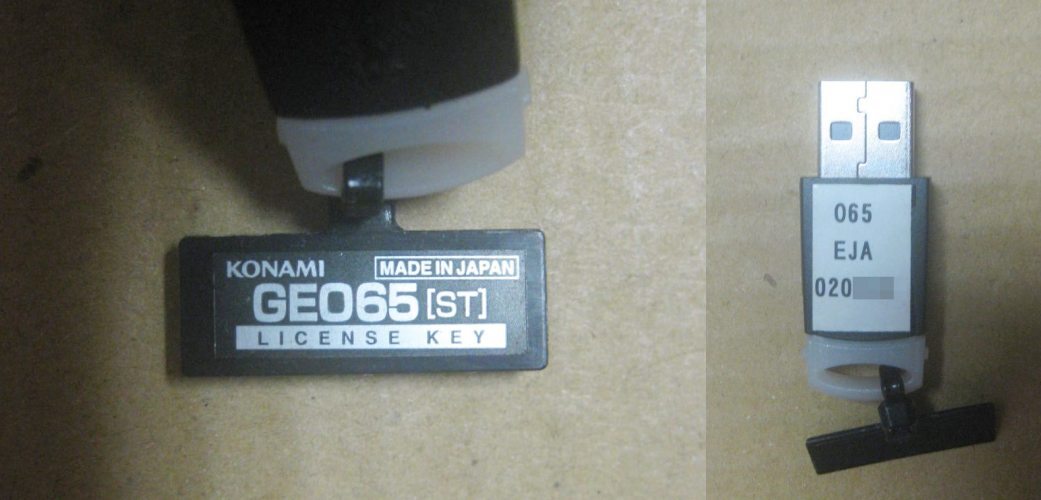 KONAMI
MADE IN JAPAN
GE065 [ST]
LICENSE KEY
065
EJA
020